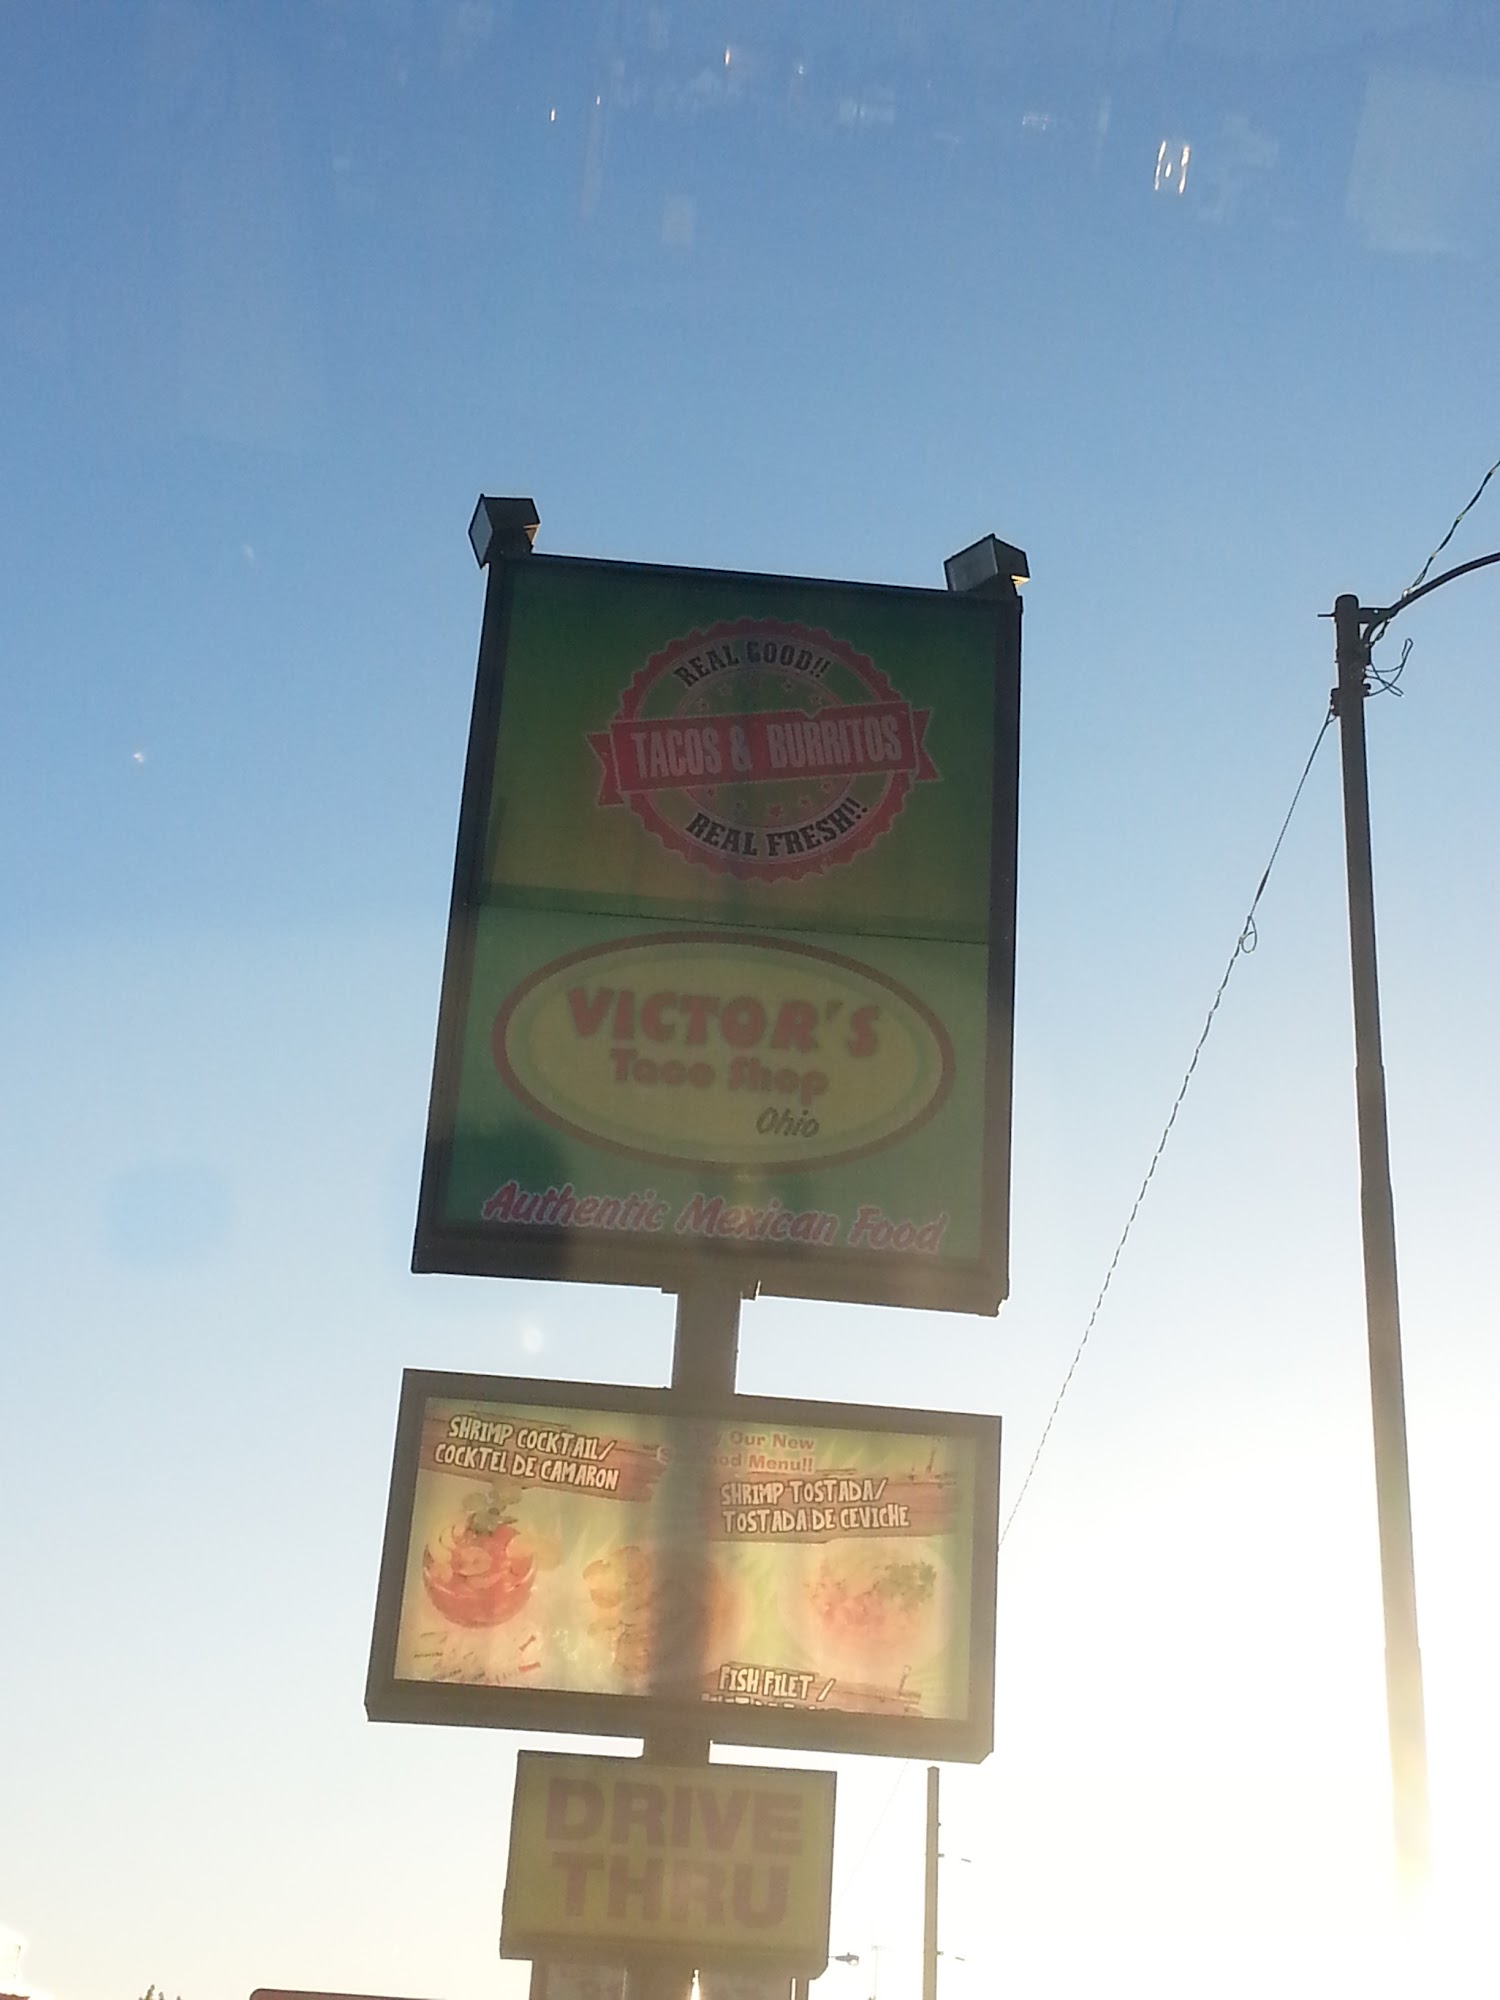 REAL GOOD!!
TACOS & BURRITOS
REAL FRESH!!
VICTOR'S
Taco Shop
Ohio
Authentic Mexican Food
SHRIMP COCKTAIL/
COCKTEL DE CAMARON
Our New
Menu!!
SHRIMP TOSTADA/
TOSTADA DE CEVICHE
FISH FILET /
DRIVE
THRU